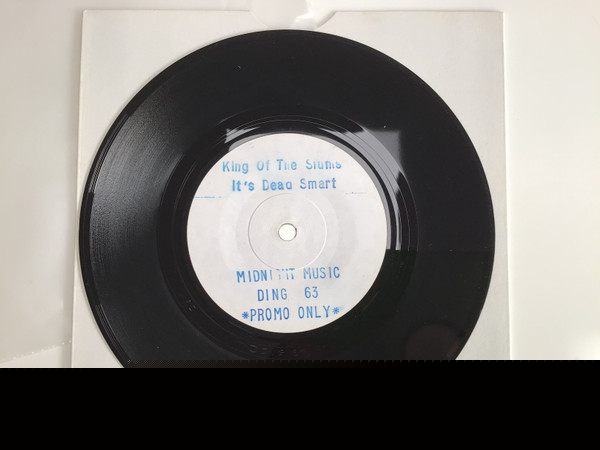 King Of The Slums
It's Dead Smart
MIDNIGHT MUSIC
DING 63
*PROMO ONLY*